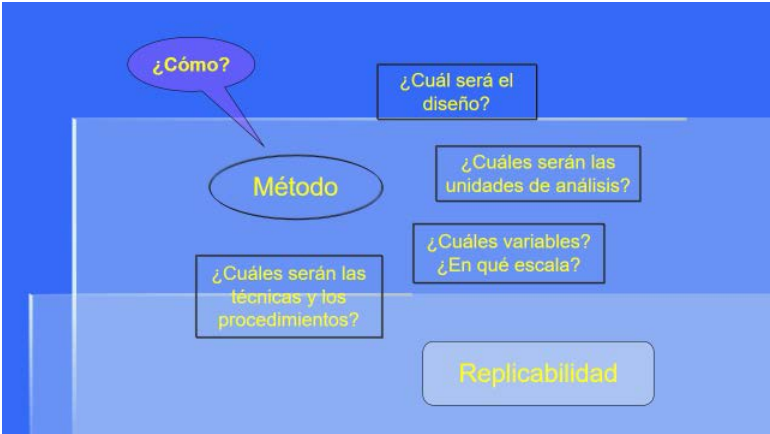 ¿Cómo?
¿Cuál será el
diseño?
Método
¿Cuáles serán las
unidades de análisis?
¿Cuáles variables?
¿En qué escala?
¿Cuáles serán las
técnicas y los
procedimientos?
Replicabilidad